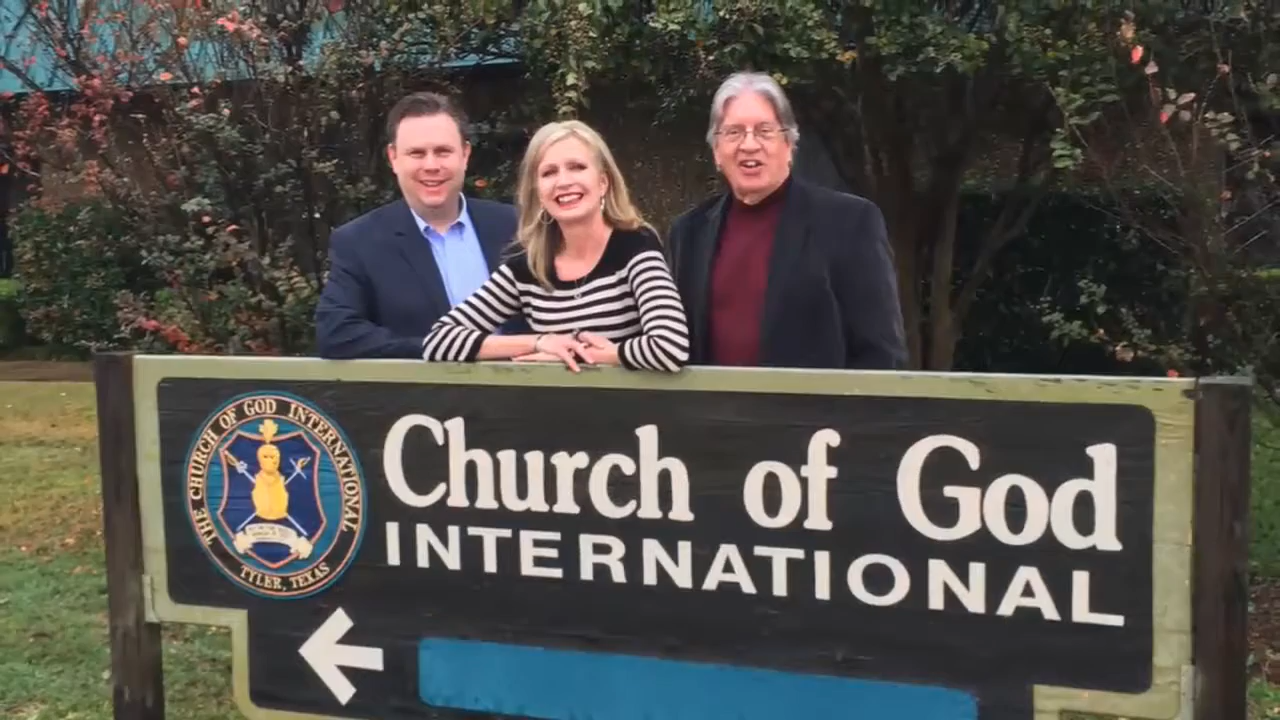 THE CHURCH OF GOD INTERNATIONAL
TYLER, TEXAS
Church of God
INTERNATIONAL